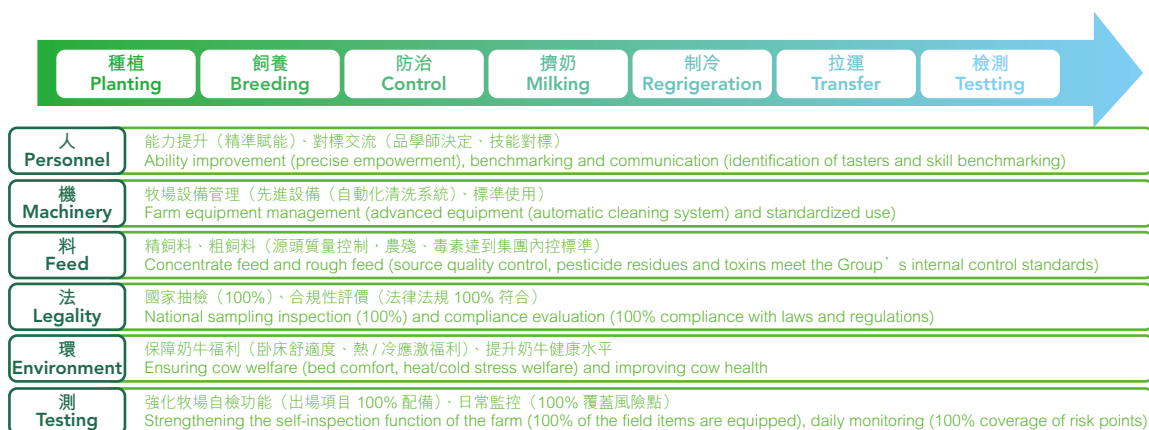 種植
Planting
飼養
Breeding
防治
Control
擠奶
Milking
制冷
Regrigeration
拉運
Transfer
檢測
Testting
人
Personnel
能力提升（精準賦能）、對標交流（品學師決定、技能對標）
Ability improvement (precise empowerment), benchmarking and communication (identification of tasters and skill benchmarking)
機
Machinery
牧場設備管理（先進設備（自動化清洗系統）、標準使用）
Farm equipment management (advanced equipment (automatic cleaning system) and standardized use)
料
Feed
精飼料、粗飼料（源頭質量控制，農殘、毒素達到集團內控標準）
Concentrate feed and rough feed (source quality control, pesticide residues and toxins meet the Group’s internal control standards)
法
Legality
國家抽檢（100%）、合規性評價（法律法規 100% 符合）
National sampling inspection (100%) and compliance evaluation (100% compliance with laws and regulations)
環
Environment
保障奶牛福利（卧床舒適度、熱 / 冷應激福利）、提升奶牛健康水平
Ensuring cow welfare (bed comfort, heat/cold stress welfare) and improving cow health
測
Testing
強化牧場自檢功能（出場項目 100% 配備）、日常監控（100% 覆蓋風險點）
Strengthening the self-inspection function of the farm (100% of the field items are equipped), daily monitoring (100% coverage of risk points)